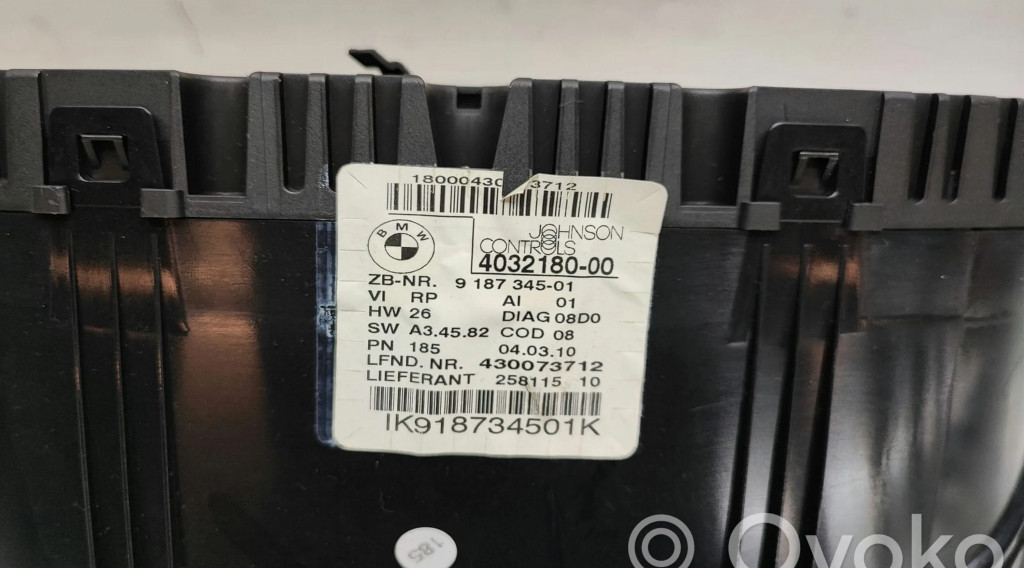 18000430 3712
BMW
JOHNSON
CONTROLS
4032180-00
ZB-NR. 9 187 345-01
VI RP AI 01
HW 26 DIAG 08D0
SW A3.45.82 COD 08
PN 185 04.03.10
LFND. NR. 430073712
LIEFERANT 258115 10
IK918734501K
185
Ovoko